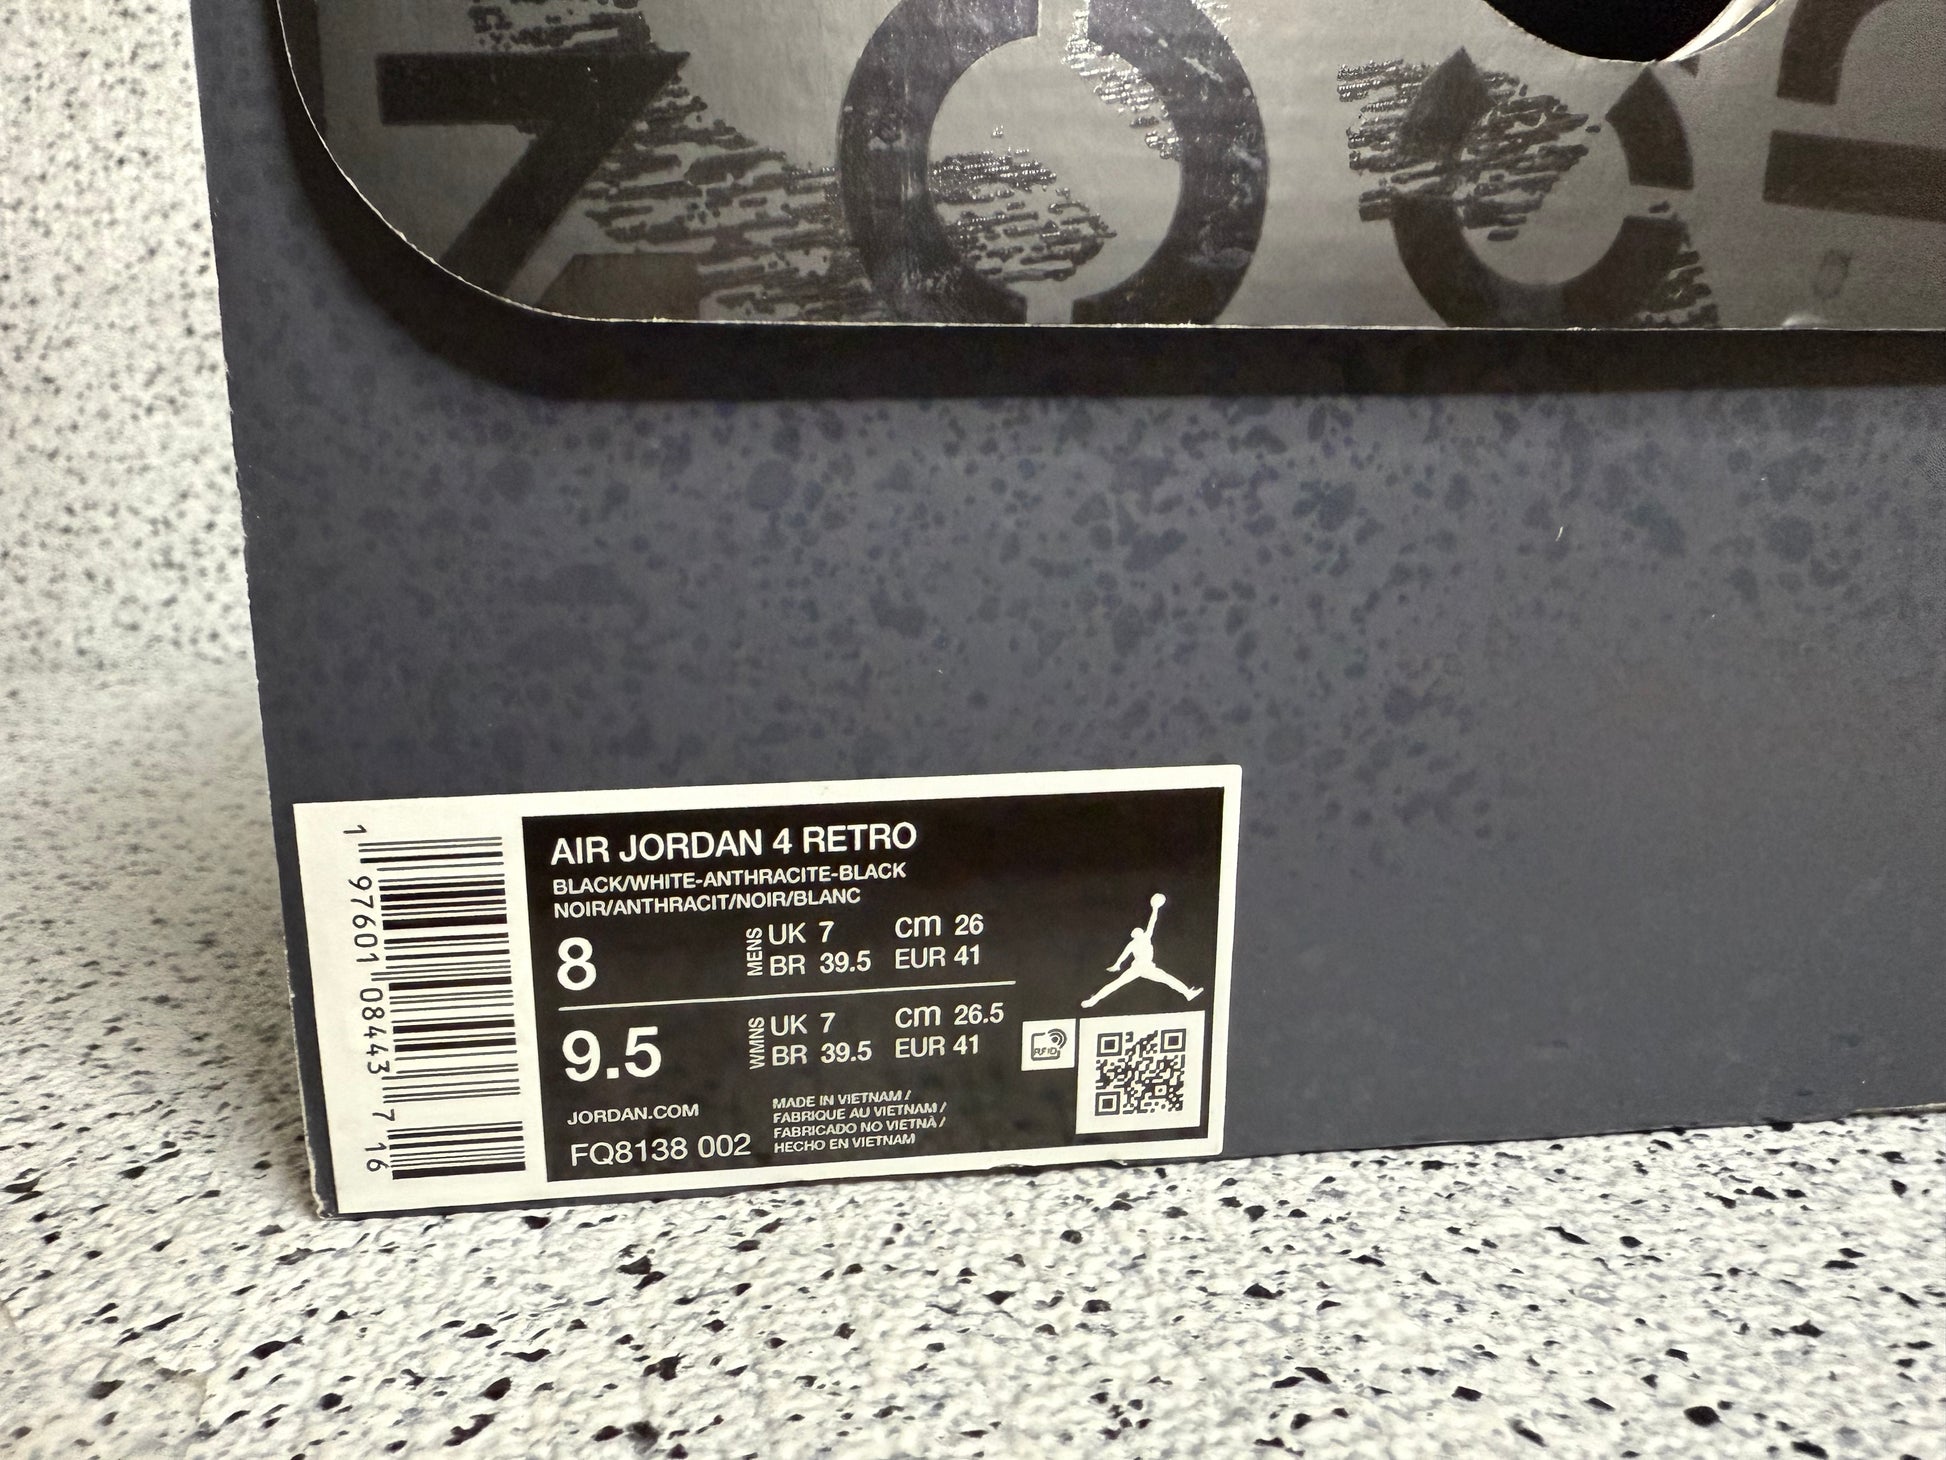 AIR JORDAN 4 RETRO
BLACK/WHITE-ANTHRACITE-BLACK
NOIR/ANTHRACIT/NOIR/BLANC
8 MENS UK 7 cm 26
BR 39.5 EUR 41
9.5 WMNS UK 7 cm 26.5
BR 39.5 EUR 41
RFID
JORDAN.COM
FQ8138 002
MADE IN VIETNAM /
FABRIQUE AU VIETNAM /
FABRICADO NO VIETNÀ /
HECHO EN VIETNAM
1 97601 08443 7 16